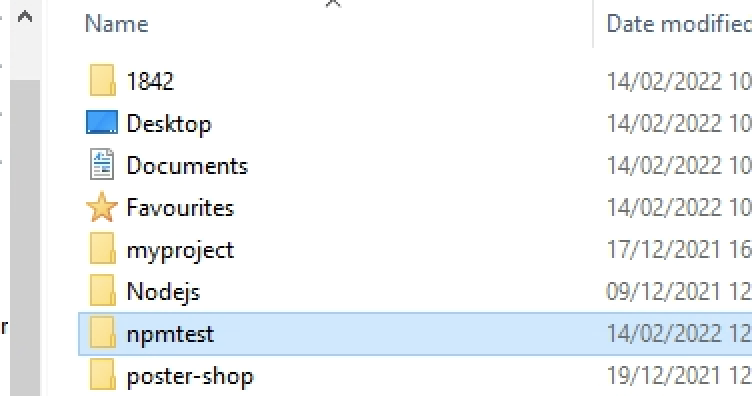 Name Date modified
1842 14/02/2022 10
Desktop 14/02/2022 10
Documents 14/02/2022 10
Favourites 14/02/2022 10
myproject 17/12/2021 16
Nodejs 09/12/2021 12
r
npmtest 14/02/2022 12
poster-shop 19/12/2021 12